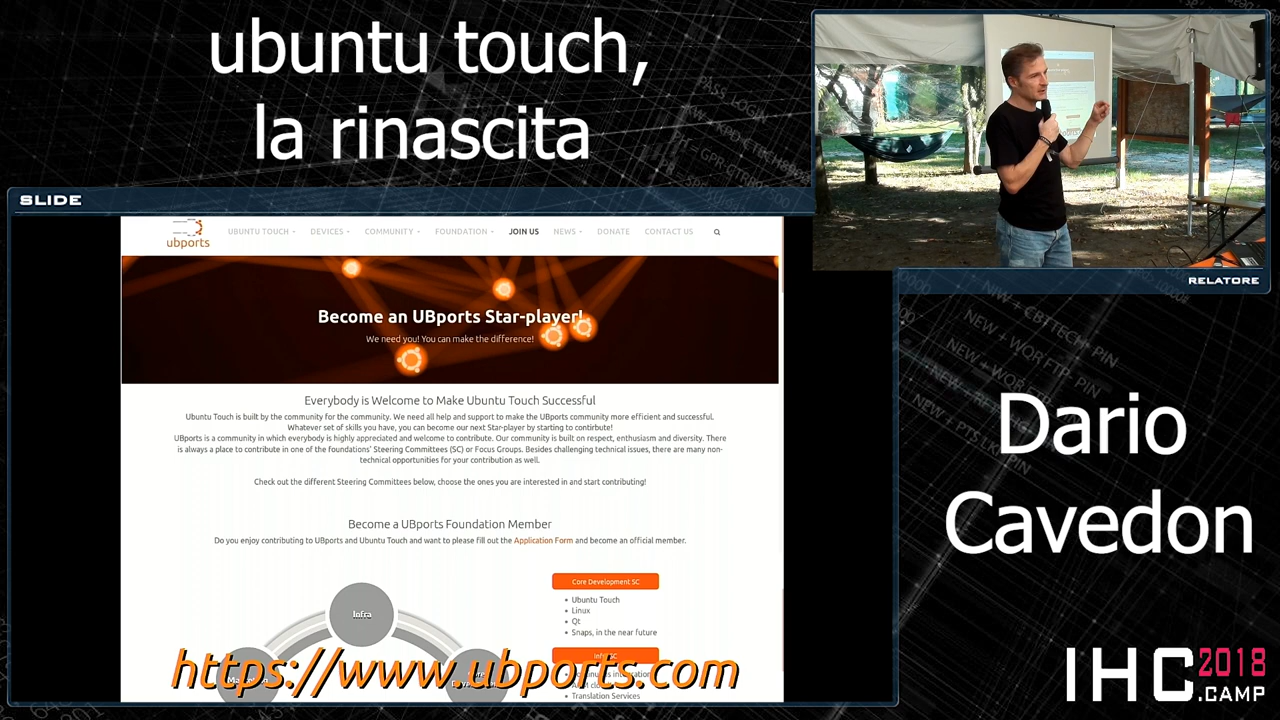 ubuntu touch,
la rinascita
SLIDE
ubports
UBUNTU TOUCH
DEVICES
COMMUNITY
FOUNDATION
JOIN US
NEWS
DONATE
CONTACT US
Become an UBports Star-player!
We need you! You can make the difference!
Everybody is Welcome to Make Ubuntu Touch Successful
Ubuntu Touch is built by the community for the community. We need all help and support to make the UBports community more efficient and successful.
Whatever set of skills you have, you can become our next Star-player by starting to contirbute!
UBports is a community in which everybody is highly appreciated and welcome to contribute. Our community is built on respect, enthusiasm and diversity. There
is always a place to contribute in one of the foundations' Steering Committees (SC) or Focus Groups. Besides challenging technical issues, there are many non-
technical opportunities for your contribution as well.
Check out the different Steering Committees below, choose the ones you are interested in and start contributing!
Become a UBports Foundation Member
Do you enjoy contributing to UBports and Ubuntu Touch and want to please fill out the Application Form and become an official member.
Infra
Core Development SC
Ubuntu Touch
Linux
Qt
Snaps, in the near future
Translation Services
https://www.ubports.com
RELATORE
Dario
Cavedon
IHC 2018
.CAMP